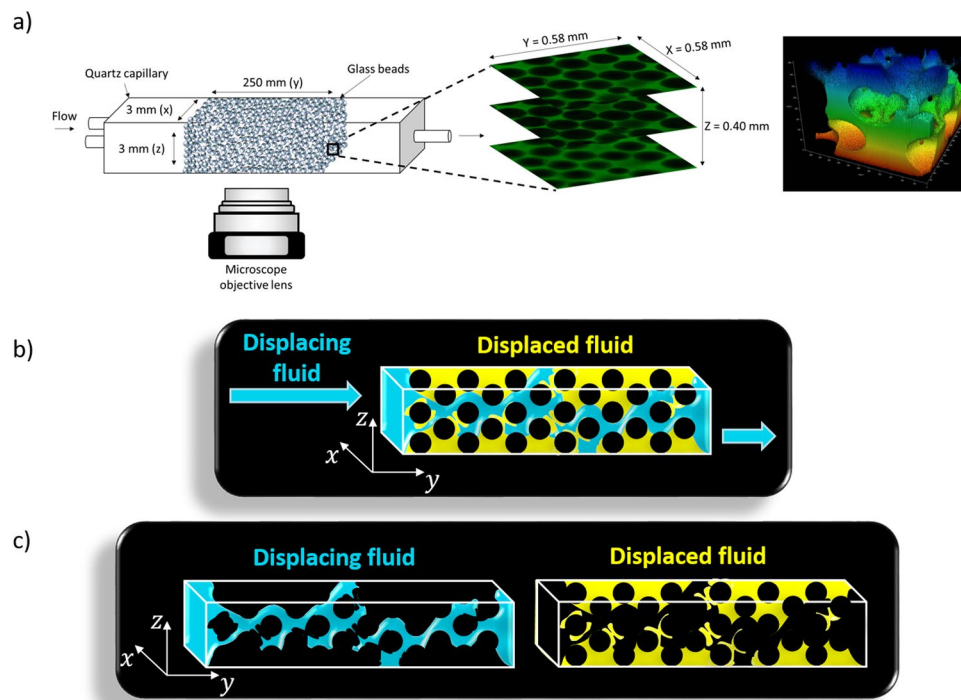 a)
Quartz capillary
250 mm (y)
Glass beads
3 mm (x)
Flow
3 mm (z)
Microscope
objective lens
Y = 0.58 mm
X = 0.58 mm
Z = 0.40 mm
b)
Displacing
fluid
Displaced fluid
z
x
y
c)
Displacing fluid
Displaced fluid
z
x
y